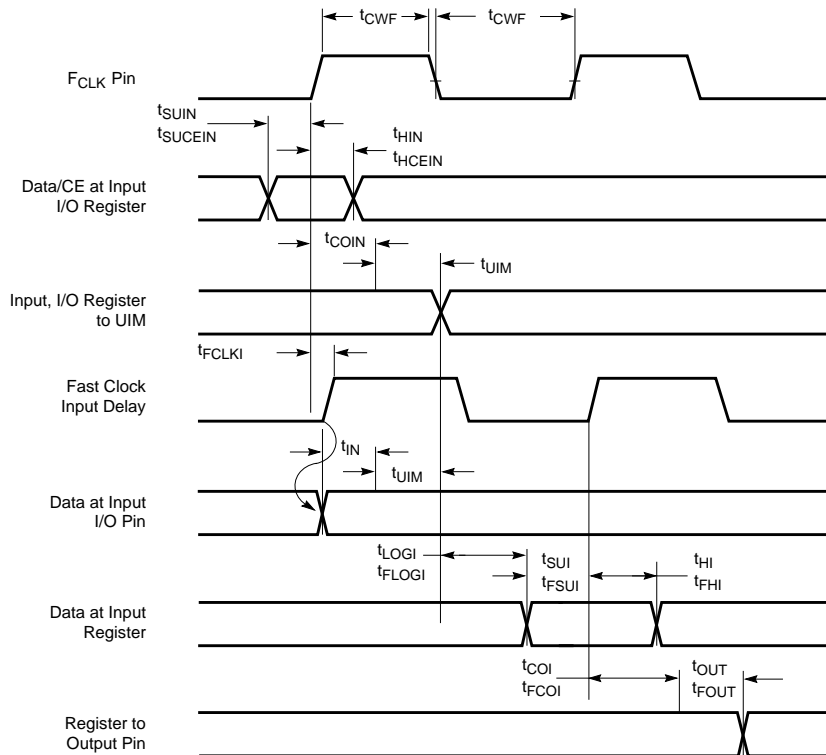 tCWF tCWF
FCLK Pin
tSUIN
tSUCEIN
tHIN
tHCEIN
Data/CE at Input
I/O Register
tCOIN
tUIM
Input, I/O Register
to UIM
tFCLKI
Fast Clock
Input Delay
tIN
tUIM
Data at Input
I/O Pin
tLOGI
tFLOGI
tSUI
tFSUI
tHI
tFHI
Data at Input
Register
tCOI
tFCOI
tOUT
tFOUT
Register to
Output Pin